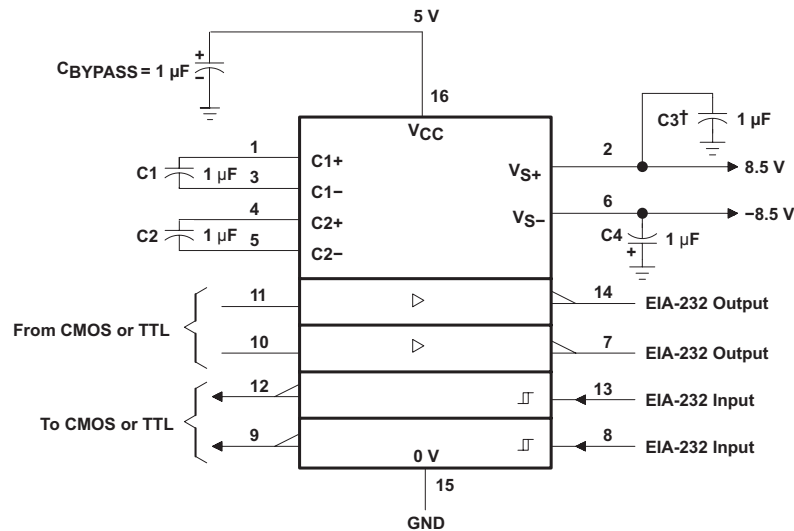 5 V
CBYPASS = 1 µF
+
−
16
VCC
C3† 1 µF
1
C1+
C1 1 µF
3
C1−
2
VS+
8.5 V
4
C2+
C2 1 µF
5
C2−
6
VS−
−8.5 V
C4 1 µF
+
11
14
EIA-232 Output
From CMOS or TTL
10
7
EIA-232 Output
12
13
EIA-232 Input
To CMOS or TTL
9
8
EIA-232 Input
0 V
15
GND